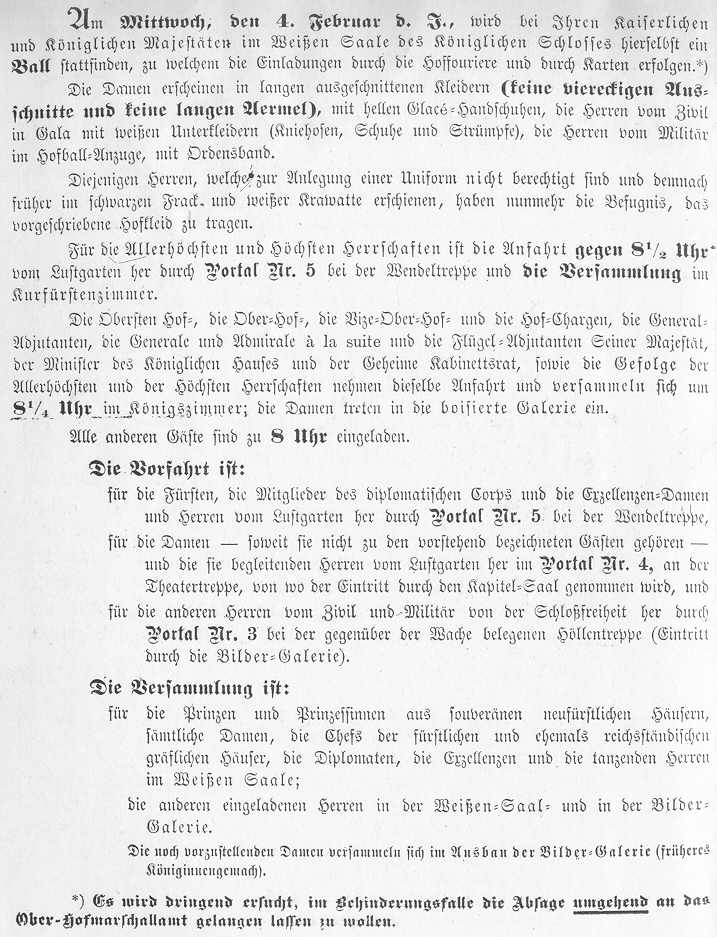 Am Mittwoch, den 4. Februar d. J., wird bei Ihren Kaiserlichen
und Königlichen Majestäten im Weißen Saale des Königlichen Schlosses hierselbst ein
Ball stattfinden, zu welchem die Einladungen durch die Hoffouriere und durch Karten erfolgen.*)
Die Damen erscheinen in langen ausgeschnittenen Kleidern (keine viereckigen Aus-
schnitte und keine langen Aermel), mit hellen Glacé-Handschuhen, die Herren vom Zivil
in Gala mit weißen Unterkleidern (Kniehosen, Schuhe und Strümpfe), die Herren vom Militär
im Hofball-Anzuge, mit Ordensband.
Diejenigen Herren, welche zur Anlegung einer Uniform nicht berechtigt sind und demnach
früher im schwarzen Frack und weißer Krawatte erschienen, haben nunmehr die Befugnis, das
vorgeschriebene Hofkleid zu tragen.
Für die Allerhöchsten und Höchsten Herrschaften ist die Anfahrt gegen 8½ Uhr
vom Lustgarten her durch Portal Nr. 5 bei der Wendeltreppe und die Versammlung im
Kurfürstenzimmer.
Die Obersten Hof-, die Ober-Hof-, die Vize-Ober-Hof- und die Hof-Chargen, die General-
Adjutanten, die Generale und Admirale à la suite und die Flügel-Adjutanten Seiner Majestät,
der Minister des Königlichen Hauses und der Geheime Kabinettsrat, sowie die Gefolge der
Allerhöchsten und der Höchsten Herrschaften nehmen dieselbe Anfahrt und versammeln sich um
8¼ Uhr im Königszimmer; die Damen treten in die boisierte Galerie ein.
Alle anderen Gäste sind zu 8 Uhr eingeladen.
Die Vorfahrt ist:
für die Fürsten, die Mitglieder des diplomatischen Corps und die Exzellenzen-Damen
und Herren vom Lustgarten her durch Portal Nr. 5 bei der Wendeltreppe,
für die Damen — soweit sie nicht zu den vorstehend bezeichneten Gästen gehören —
und die sie begleitenden Herren vom Lustgarten her im Portal Nr. 4, an der
Theatertreppe, von wo der Eintritt durch den Kapitel-Saal genommen wird, und
für die anderen Herren vom Zivil und Militär von der Schloßfreiheit her durch
Portal Nr. 3 bei der gegenüber der Wache belegenen Höllentreppe (Eintritt
durch die Bilder-Galerie).
Die Versammlung ist:
für die Prinzen und Prinzessinnen aus souveränen neufürstlichen Häusern,
sämtliche Damen, die Chefs der fürstlichen und ehemals reichsständischen
gräflichen Häuser, die Diplomaten, die Exzellenzen und die tanzenden Herren
im Weißen Saale;
die anderen eingeladenen Herren in der Weißen-Saal- und in der Bilder-
Galerie.
Die noch vorzustellenden Damen versammeln sich im Ausbau der Bilder-Galerie (früheres
Königinnengemach).
*) Es wird dringend ersucht, im Behinderungsfalle die Absage umgehend an das
Ober-Hofmarschallamt gelangen lassen zu wollen.